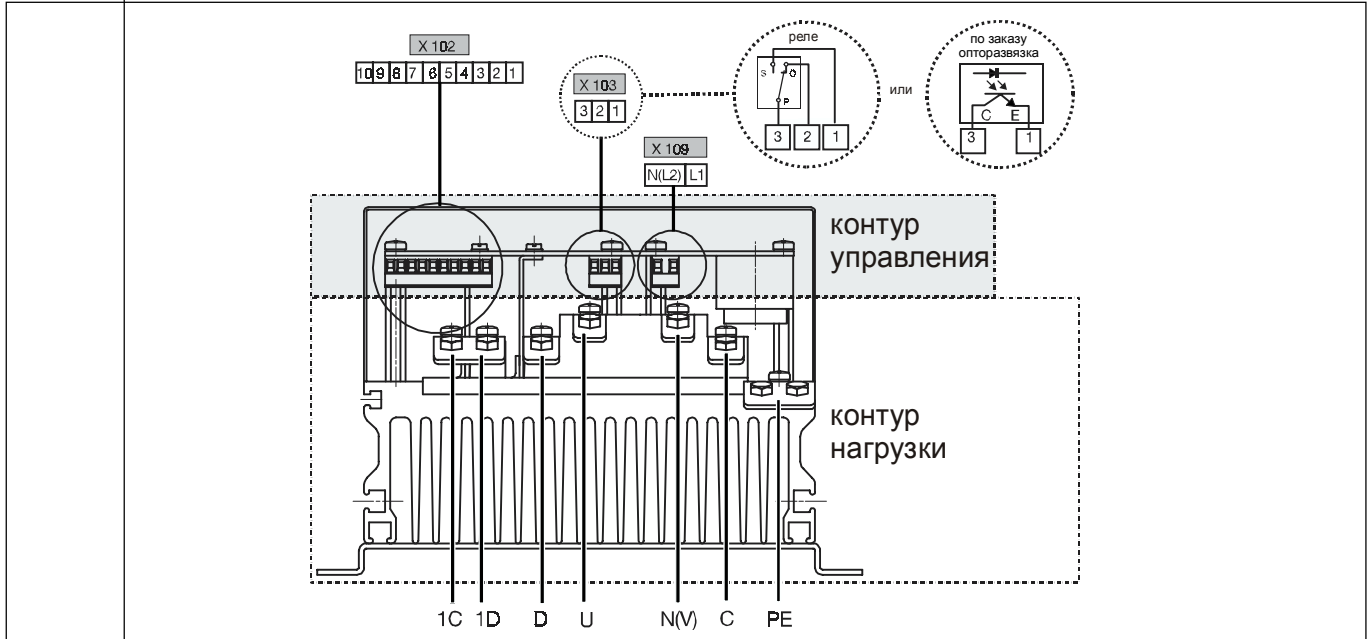 X 102
10 9 8 7 6 5 4 3 2 1
X 103
3 2 1
реле
S Ö
P
3 2 1
или
по заказу
опторазвязка
C E
3 1
X 109
N(L2) L1
контур
управления
контур
нагрузки
1C 1D D U N(V) C PE